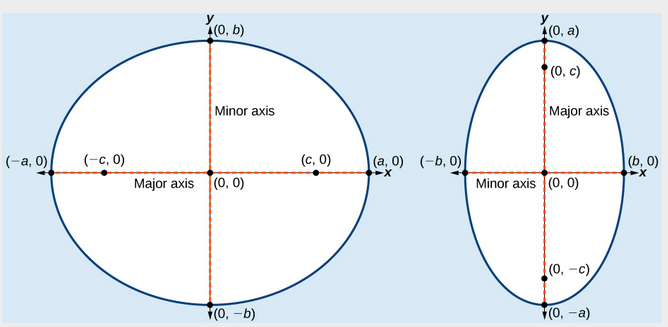 y
(0, b)
Minor axis
(−a, 0)
(−c, 0)
(c, 0)
(a, 0)
x
Major axis
(0, 0)
(0, −b)
y
(0, a)
(0, c)
Major axis
(−b, 0)
(b, 0)
x
Minor axis
(0, 0)
(0, −c)
(0, −a)